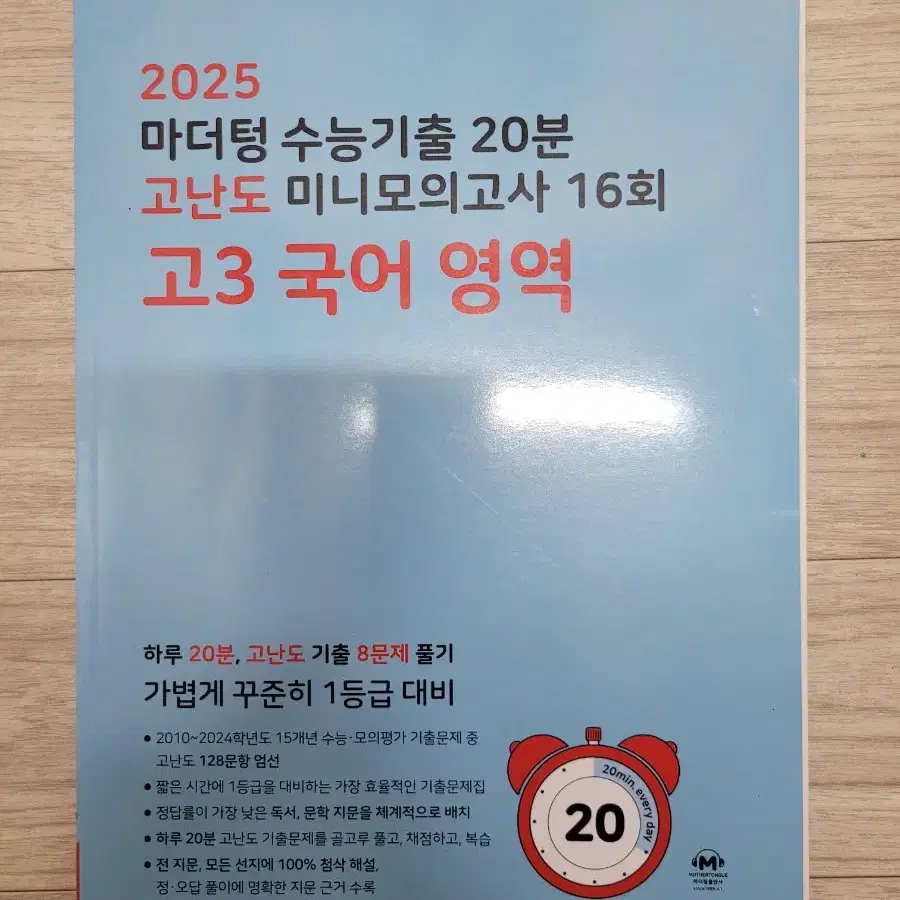 2025
마더텅 수능기출 20분
고난도 미니모의고사 16회
고3 국어 영역
하루 20분, 고난도 기출 8문제 풀기
가볍게 꾸준히 1등급 대비
• 2010~2024학년도 15개년 수능·모의평가 기출문제 중
고난도 128문항 엄선
• 짧은 시간에 1등급을 대비하는 가장 효율적인 기출문제집
• 정답률이 가장 낮은 독서, 문학 지문을 체계적으로 배치
• 하루 20분 고난도 기출문제를 골고루 풀고, 채점하고, 복습
• 전 지문, 모든 선지에 100% 첨삭 해설,
정·오답 풀이에 명확한 지문 근거 수록
20min. every day
20
M
MOTHERTONGUE
마더텅출판사